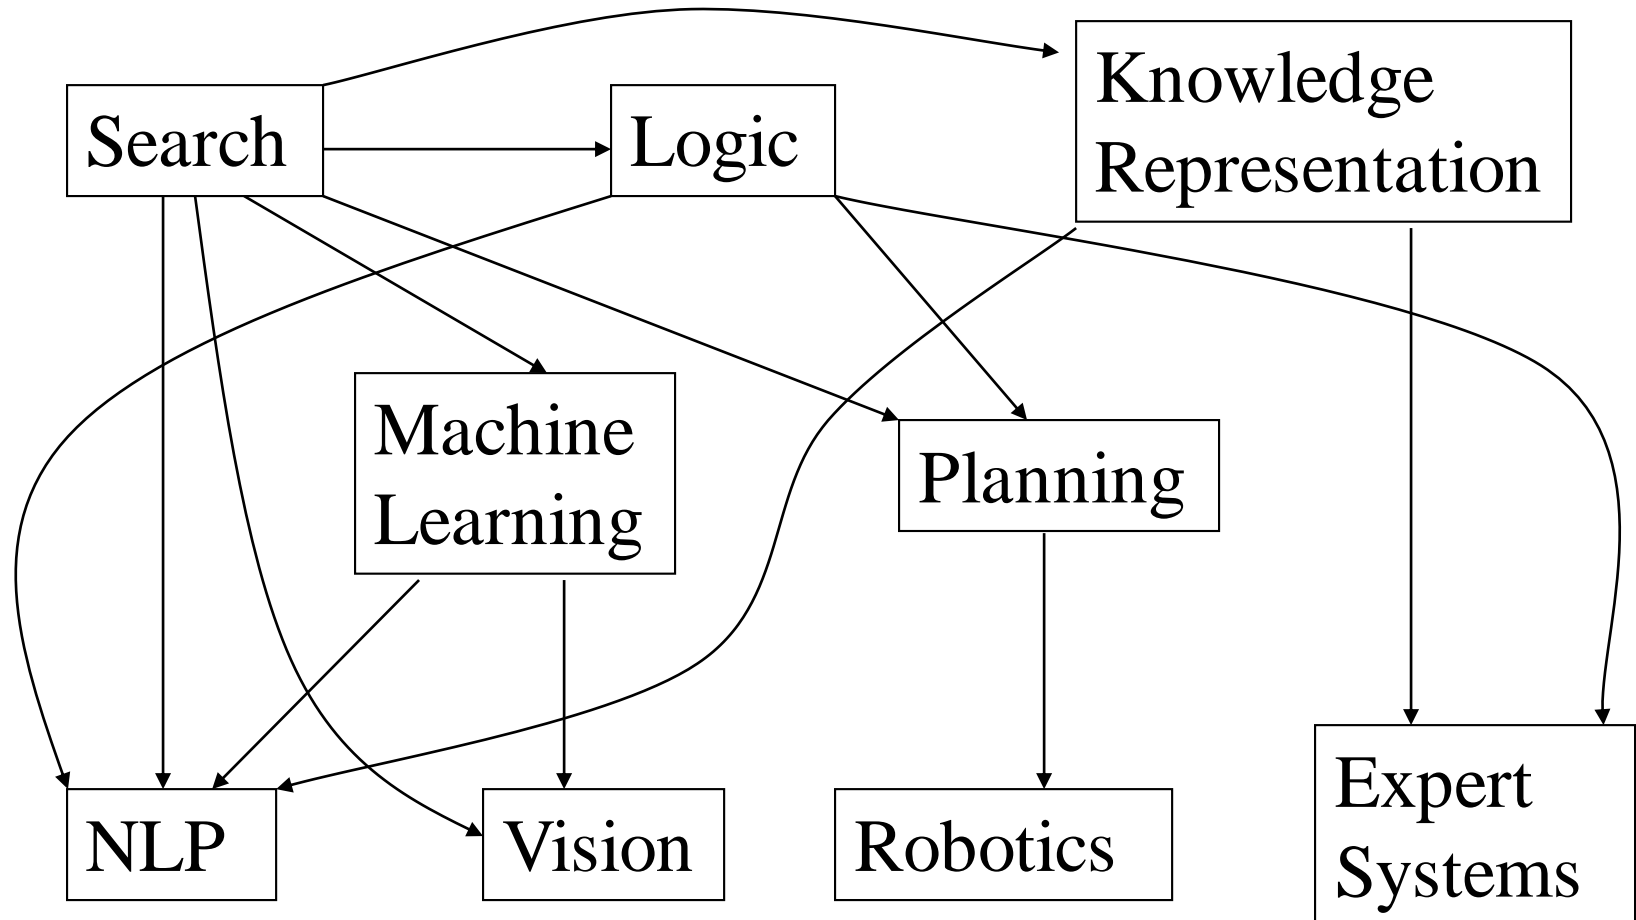 Search
Logic
Knowledge
Representation
Machine
Learning
Planning
NLP
Vision
Robotics
Expert
Systems